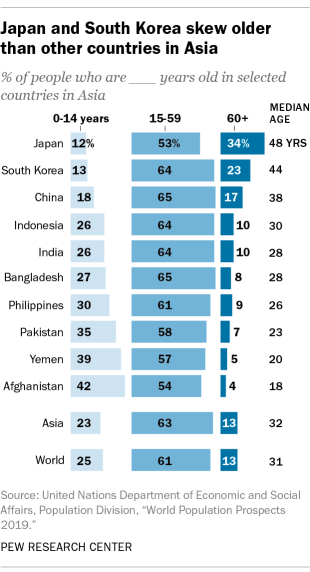 Japan and South Korea skew older
than other countries in Asia
% of people who are ___ years old in selected
countries in Asia
MEDIAN
0-14 years 15-59 60+ AGE
Japan 12% 53% 34% 48 YRS
South Korea 13 64 23 44
China 18 65 17 38
Indonesia 26 64 10 30
India 26 64 10 28
Bangladesh 27 65 8 28
Philippines 30 61 9 26
Pakistan 35 58 7 23
Yemen 39 57 5 20
Afghanistan 42 54 4 18
Asia 23 63 13 32
World 25 61 13 31
Source: United Nations Department of Economic and Social
Affairs, Population Division, “World Population Prospects
2019.”
PEW RESEARCH CENTER